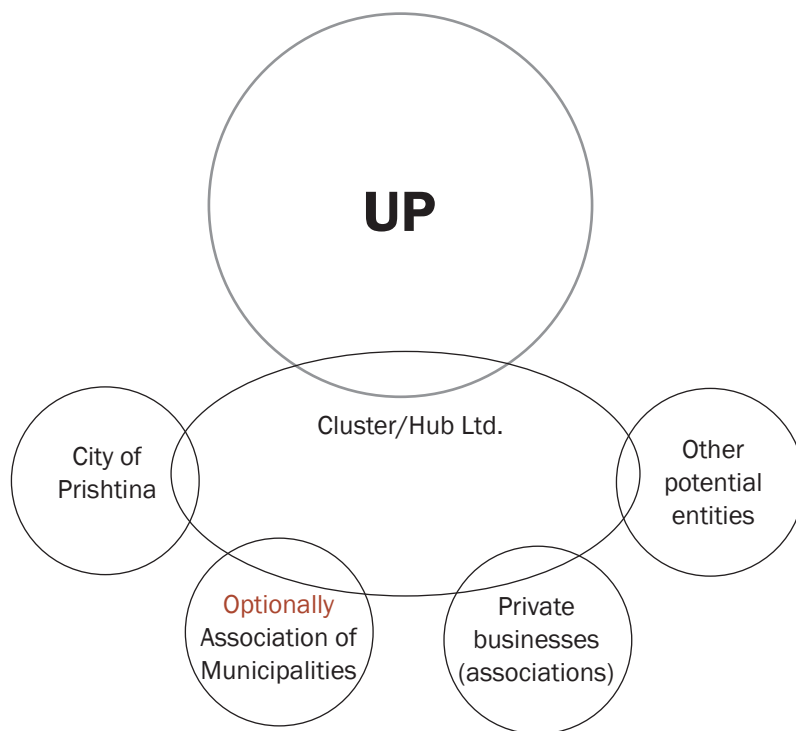 UP
Cluster/Hub Ltd.
City of
Prishtina
Other
potential
entities
Optionally
Association of
Municipalities
Private
businesses
(associations)